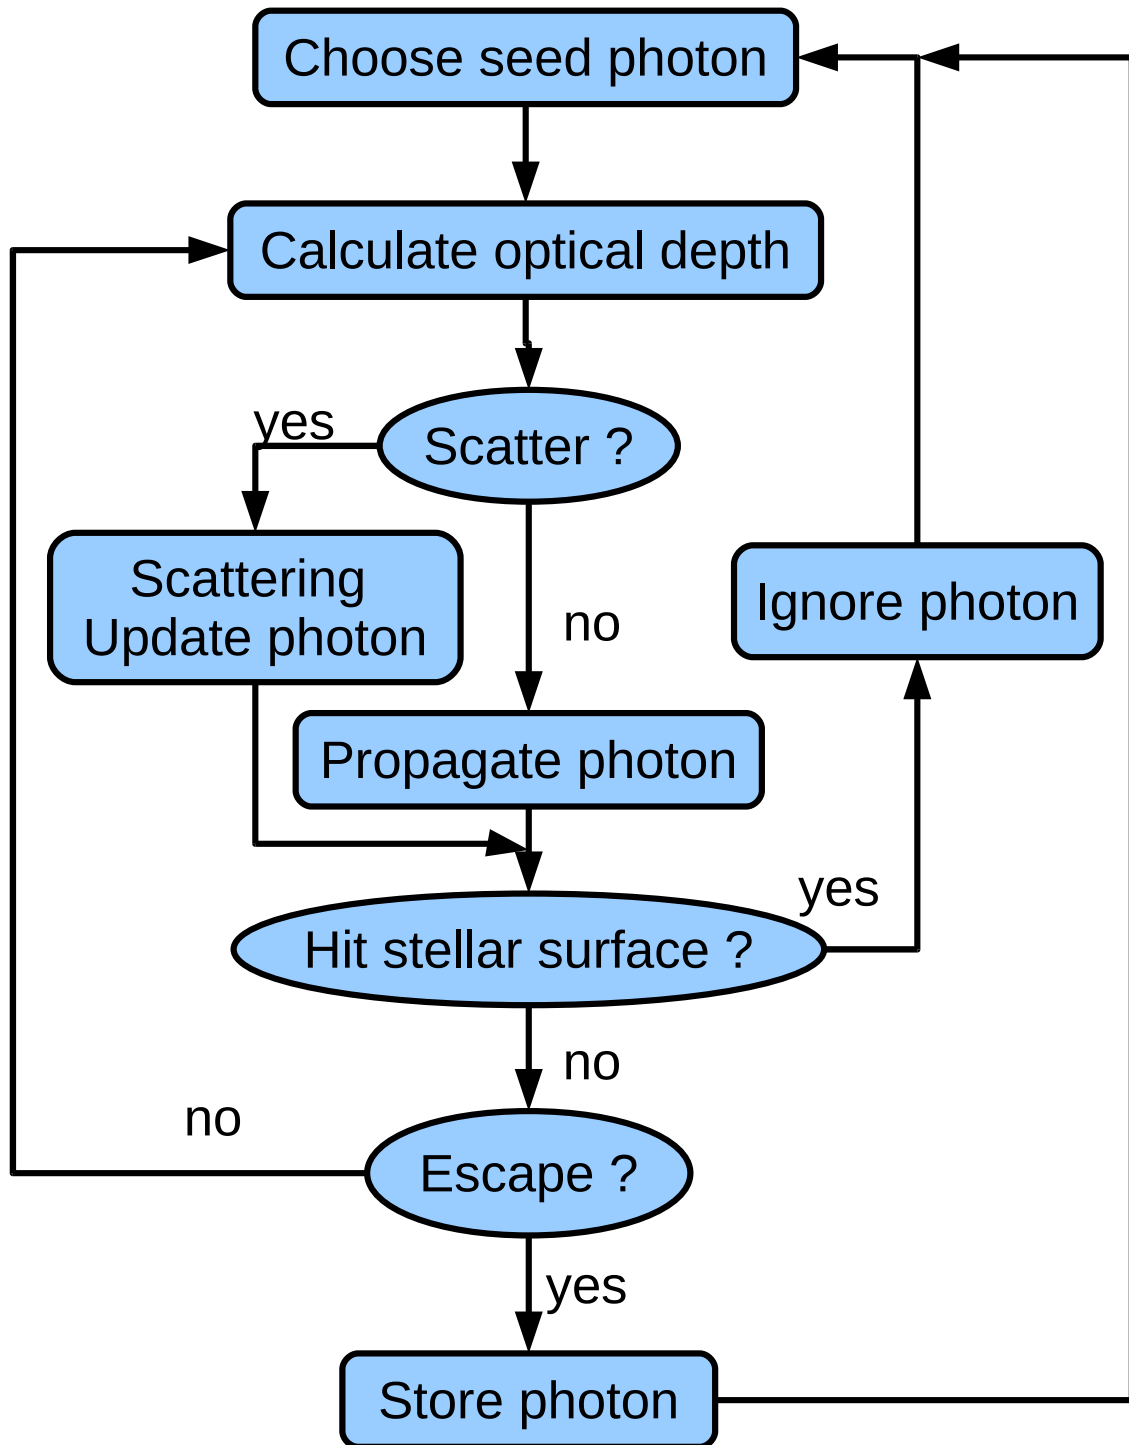 Choose seed photon
Calculate optical depth
yes
Scatter ?
Scattering
Update photon
no
Ignore photon
Propagate photon
yes
Hit stellar surface ?
no
no
Escape ?
yes
Store photon